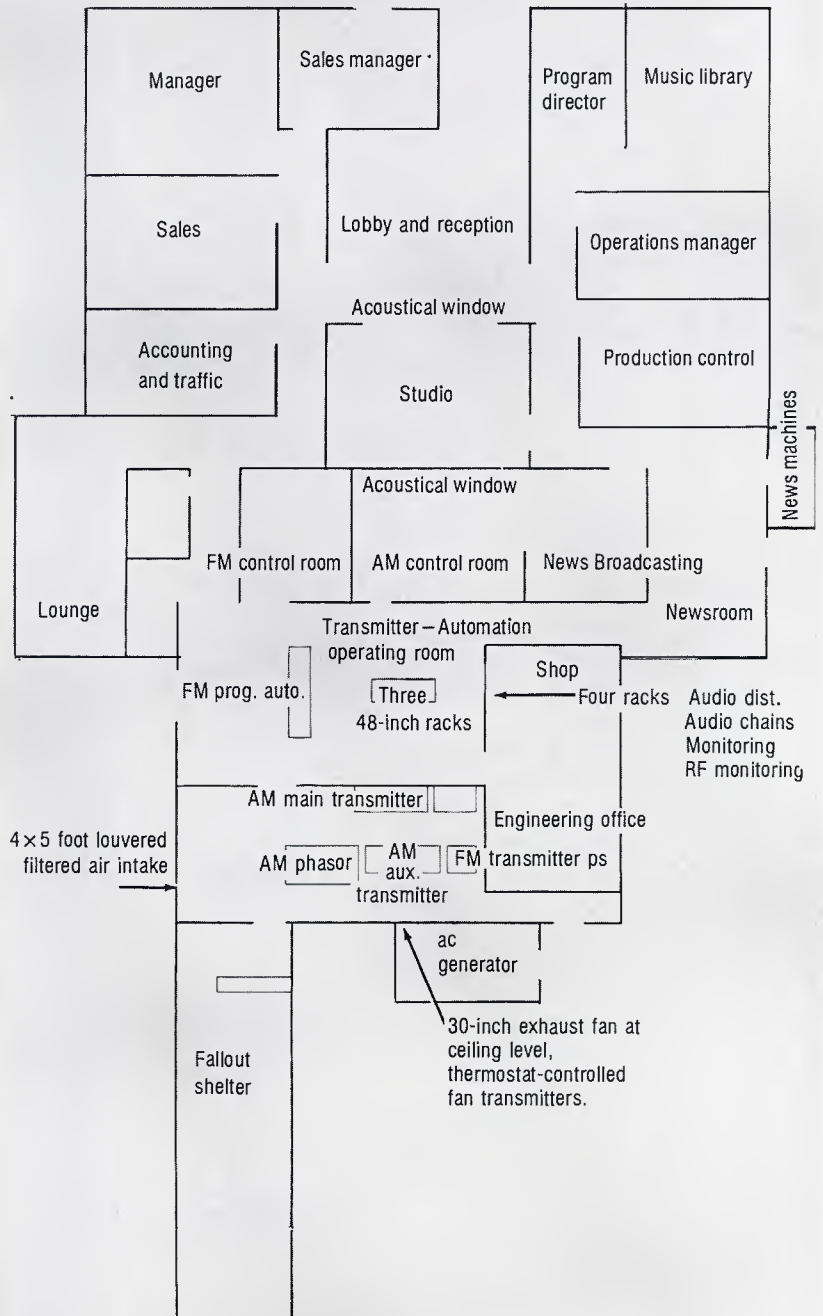 Manager
Sales manager
Program
director
Music library
Sales
Lobby and reception
Operations manager
Acoustical window
Accounting
and traffic
Studio
Production control
News machines
Acoustical window
FM control room
AM control room
News Broadcasting
Lounge
Newsroom
Transmitter–Automation
operating room
Shop
FM prog. auto.
Three
48-inch racks
Four racks
Audio dist.
Audio chains
Monitoring
RF monitoring
AM main transmitter
Engineering office
4×5 foot louvered
filtered air intake
AM phasor
AM
aux.
transmitter
FM transmitter ps
ac
generator
30-inch exhaust fan at
ceiling level,
thermostat-controlled
fan transmitters.
Fallout
shelter